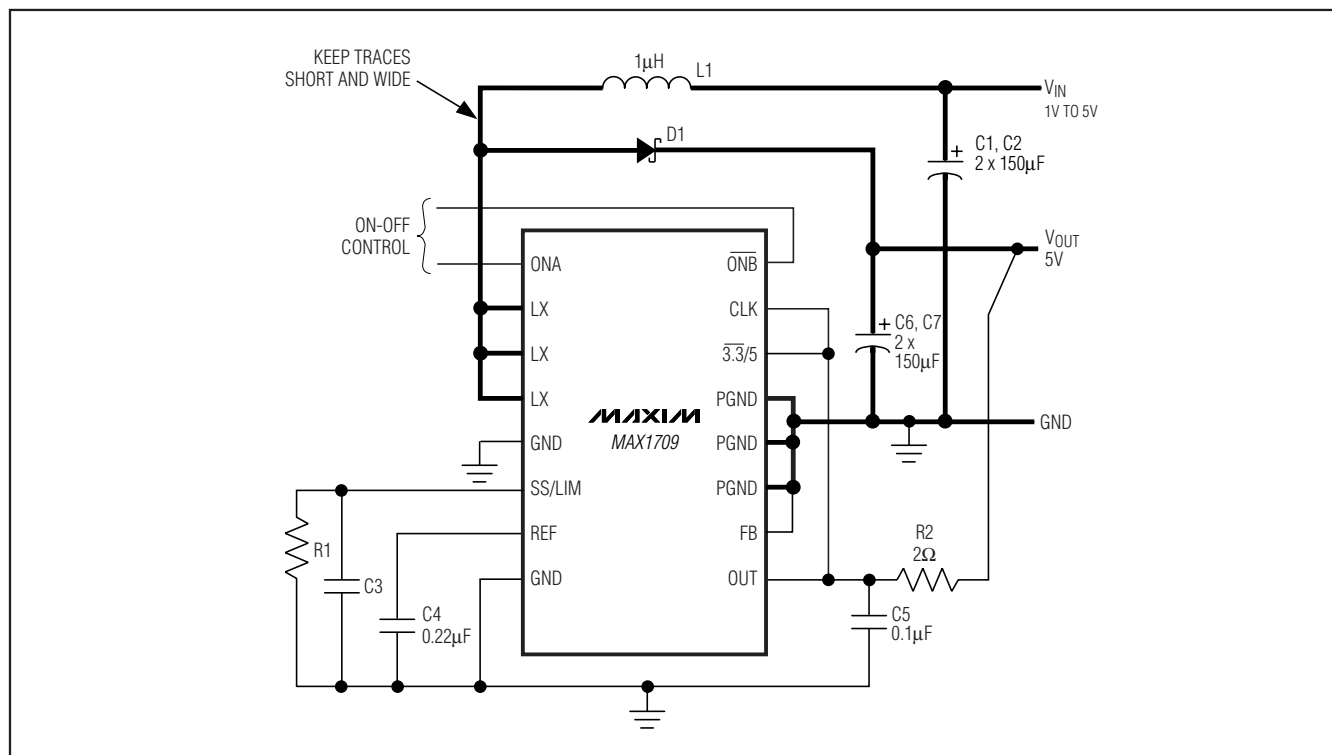 KEEP TRACES
SHORT AND WIDE
1µH
L1
VIN
1V TO 5V
D1
C1, C2
2 x 150µF
ON-OFF
CONTROL
VOUT
5V
ONA
ONB
LX
CLK
C6, C7
2 x
150µF
LX
3.3/5
LX
PGND
MAXIM
MAX1709
GND
GND
PGND
SS/LIM
PGND
R1
REF
FB
R2
2Ω
C3
GND
OUT
C4
0.22µF
C5
0.1µF